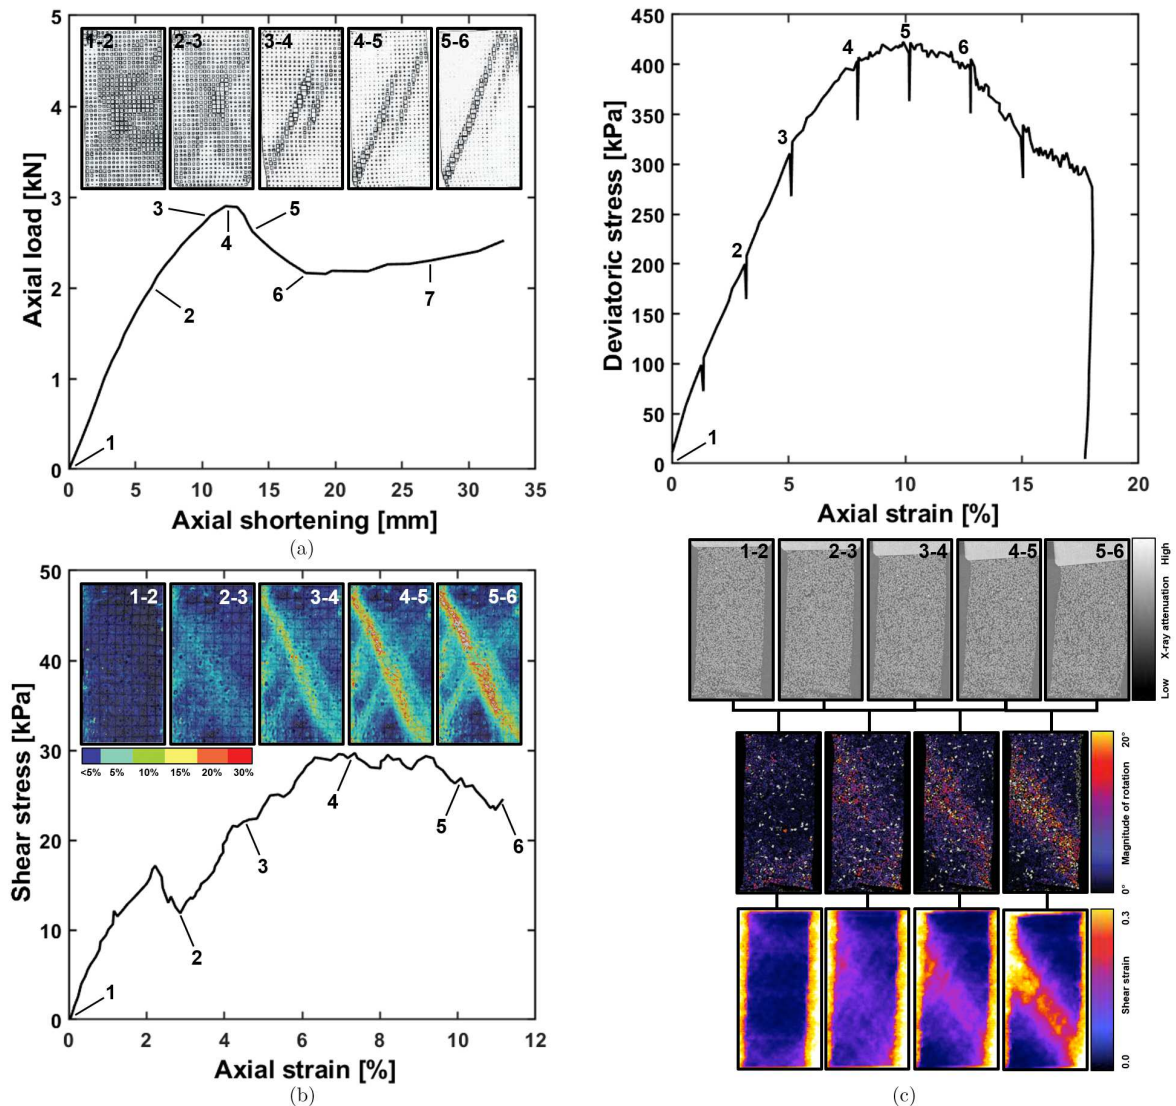 5
4
3
2
1
0
Axial load [kN]
1-2 2-3 3-4 4-5 5-6
3
4
5
2
6
7
1
0 5 10 15 20 25 30 35
Axial shortening [mm]
(a)
450
400
350
300
250
200
150
100
50
0
Deviatoric stress [kPa]
5
4
6
3
2
1
0 5 10 15 20
Axial strain [%]
1-2 2-3 3-4 4-5 5-6
Low X-ray attenuation High
0° Magnitude of rotation 20°
0.0 Shear strain 0.3
(c)
50
40
30
20
10
0
Shear stress [kPa]
1-2 2-3 3-4 4-5 5-6
<5% 5% 10% 15% 20% 30%
4
3
5
6
2
1
0 2 4 6 8 10 12
Axial strain [%]
(b)